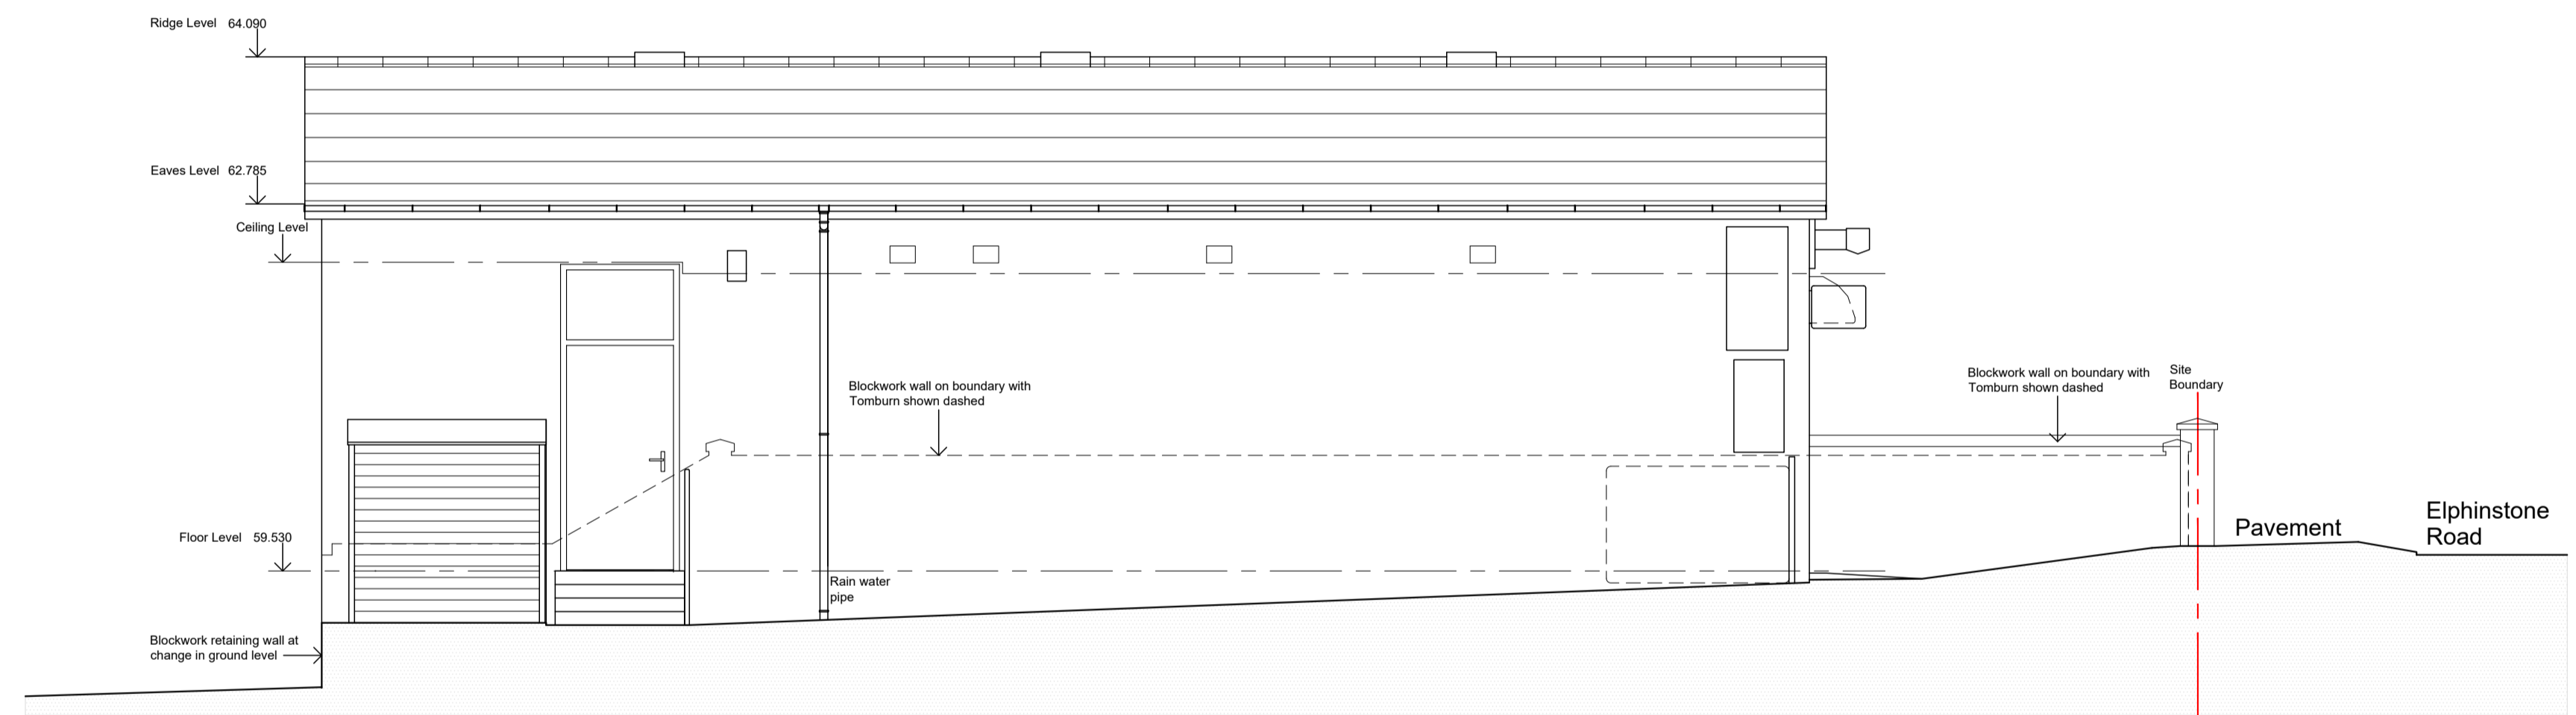 Ridge Level 64.090
Eaves Level 62.785
Ceiling Level
Blockwork wall on boundary with
Tomburn shown dashed
Blockwork wall on boundary with
Tomburn shown dashed
Site
Boundary
Floor Level 59.530
Rain water
pipe
Pavement
Elphinstone
Road
Blockwork retaining wall at
change in ground level